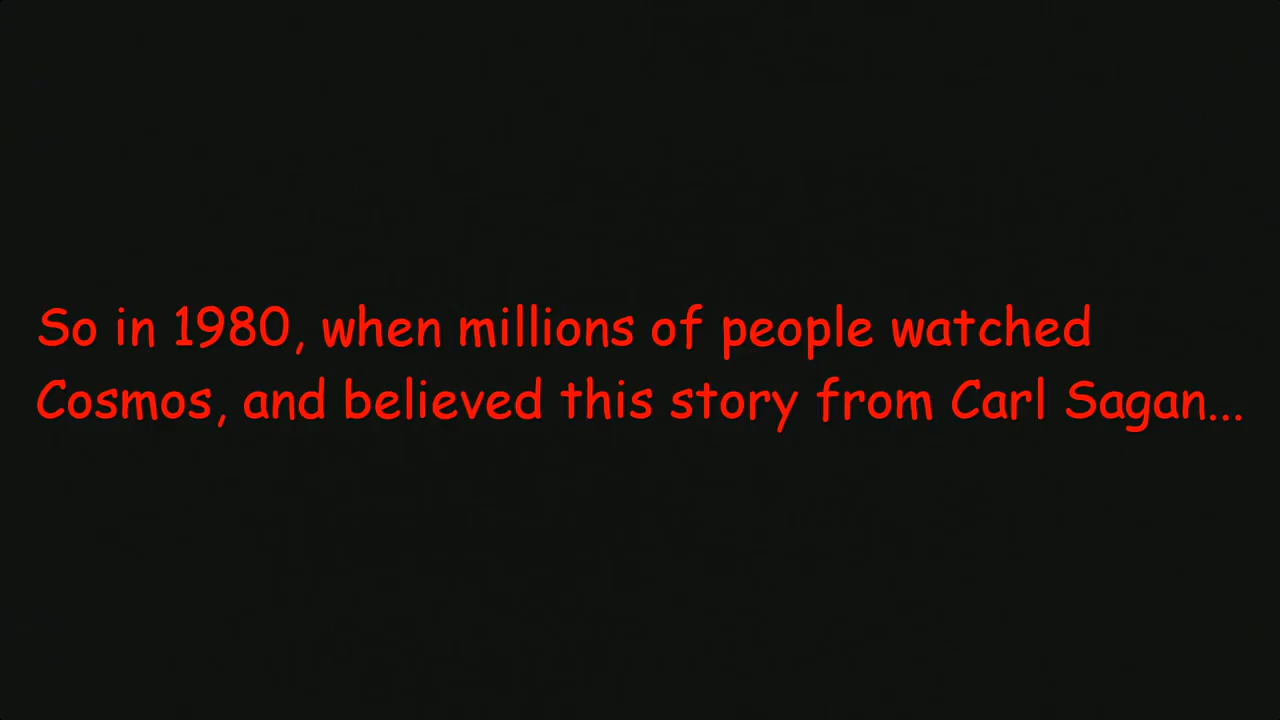 So in 1980, when millions of people watched
Cosmos, and believed this story from Carl Sagan...